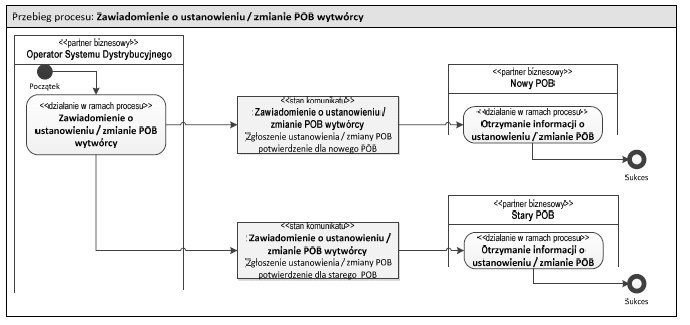 Przebieg procesu: Zawiadomienie o ustanowieniu / zmianie POB wytwórcy
<<partner biznesowy>>
Operator Systemu Dystrybucyjnego
Początek
<<działanie w ramach procesu>>
Zawiadomienie o
ustanowieniu / zmianie POB
wytwórcy
<<stan komunikatu>>
Zawiadomienie o ustanowieniu /
zmianie POB wytwórcy
Zgłoszenie ustanowienia / zmiany POB
potwierdzenie dla nowego POB
<<partner biznesowy>>
Nowy POB
<<działanie w ramach procesu>>
Otrzymanie informacji o
ustanowieniu / zmianie POB
Sukces
<<stan komunikatu>>
Zawiadomienie o ustanowieniu /
zmianie POB wytwórcy
Zgłoszenie ustanowienia / zmiany POB
potwierdzenie dla starego POB
<<partner biznesowy>>
Stary POB
<<działanie w ramach procesu>>
Otrzymanie informacji o
ustanowieniu / zmianie POB
Sukces